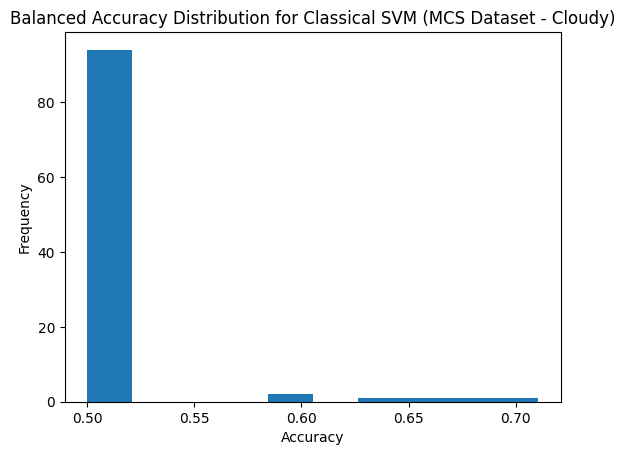 Balanced Accuracy Distribution for Classical SVM (MCS Dataset - Cloudy)
80
60
40
20
0
Frequency
0.50 0.55 0.60 0.65 0.70
Accuracy